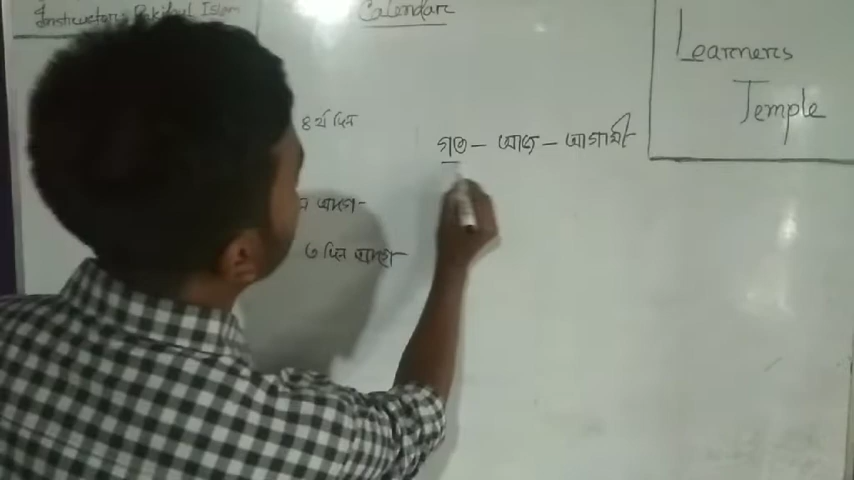 Instructor: Rakibul Islam
Calendar
Learners
Temple
৪র্থ দিন
গত - আজ - আগামী
আগে -
৩ দিন আগে -